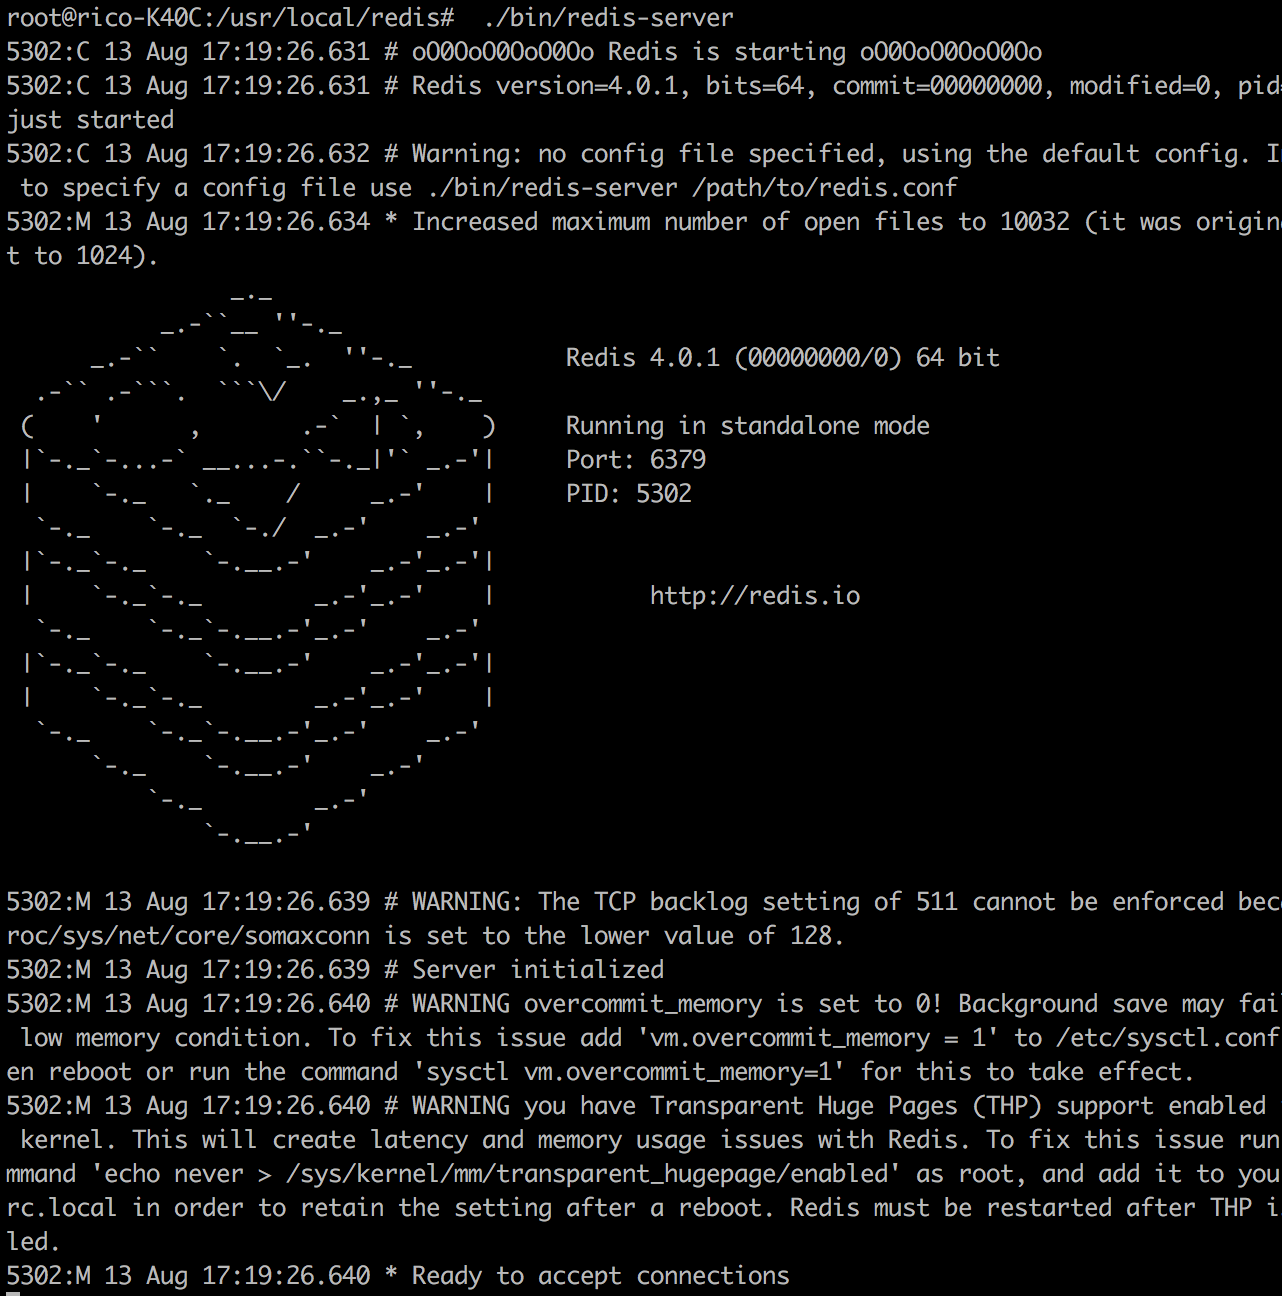 root@rico-K40C:/usr/local/redis#  ./bin/redis-server
5302:C 13 Aug 17:19:26.631 # oO0OoO0OoO0Oo Redis is starting oO0OoO0OoO0Oo
5302:C 13 Aug 17:19:26.631 # Redis version=4.0.1, bits=64, commit=00000000, modified=0, pid=
just started
5302:C 13 Aug 17:19:26.632 # Warning: no config file specified, using the default config. I
 to specify a config file use ./bin/redis-server /path/to/redis.conf
5302:M 13 Aug 17:19:26.634 * Increased maximum number of open files to 10032 (it was origin
t to 1024).
Redis 4.0.1 (00000000/0) 64 bit
Running in standalone mode
Port: 6379
PID: 5302
http://redis.io
5302:M 13 Aug 17:19:26.639 # WARNING: The TCP backlog setting of 511 cannot be enforced bec
roc/sys/net/core/somaxconn is set to the lower value of 128.
5302:M 13 Aug 17:19:26.639 # Server initialized
5302:M 13 Aug 17:19:26.640 # WARNING overcommit_memory is set to 0! Background save may fai
 low memory condition. To fix this issue add 'vm.overcommit_memory = 1' to /etc/sysctl.conf
en reboot or run the command 'sysctl vm.overcommit_memory=1' for this to take effect.
5302:M 13 Aug 17:19:26.640 # WARNING you have Transparent Huge Pages (THP) support enabled
 kernel. This will create latency and memory usage issues with Redis. To fix this issue run
mmand 'echo never > /sys/kernel/mm/transparent_hugepage/enabled' as root, and add it to you
rc.local in order to retain the setting after a reboot. Redis must be restarted after THP i
led.
5302:M 13 Aug 17:19:26.640 * Ready to accept connections